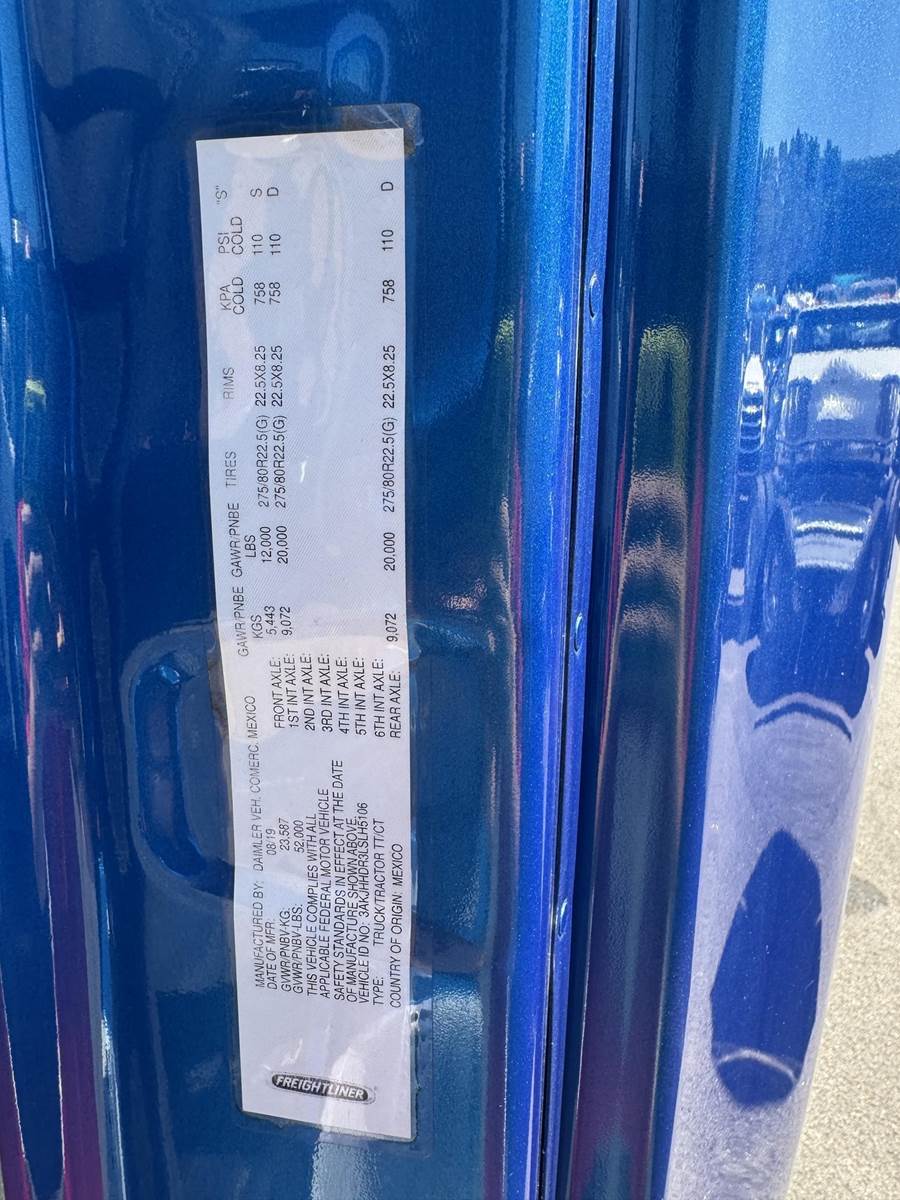 FREIGHTLINER
MANUFACTURED BY: DAIMLER VEH. COMERC. MEXICO
DATE OF MFR: 08/19
GVWR/PNBV-KG: 23,587
GVWR/PNBV-LBS: 52,000
THIS VEHICLE COMPLIES WITH ALL
APPLICABLE FEDERAL MOTOR VEHICLE
SAFETY STANDARDS IN EFFECT AT THE DATE
OF MANUFACTURE SHOWN ABOVE.
VEHICLE ID NO: 3AKJHHDR3LSLH5106
TYPE: TRUCK/TRACTOR TT/CT
COUNTRY OF ORIGIN: MEXICO
GAWR/PNBE GAWR/PNBE TIRES RIMS KPA PSI "S"
KGS LBS COLD COLD
FRONT AXLE: 5,443 12,000 275/80R22.5(G) 22.5X8.25 758 110 S
1ST INT AXLE: 9,072 20,000 275/80R22.5(G) 22.5X8.25 758 110 D
2ND INT AXLE:
3RD INT AXLE:
4TH INT AXLE:
5TH INT AXLE:
6TH INT AXLE:
REAR AXLE: 9,072 20,000 275/80R22.5(G) 22.5X8.25 758 110 D